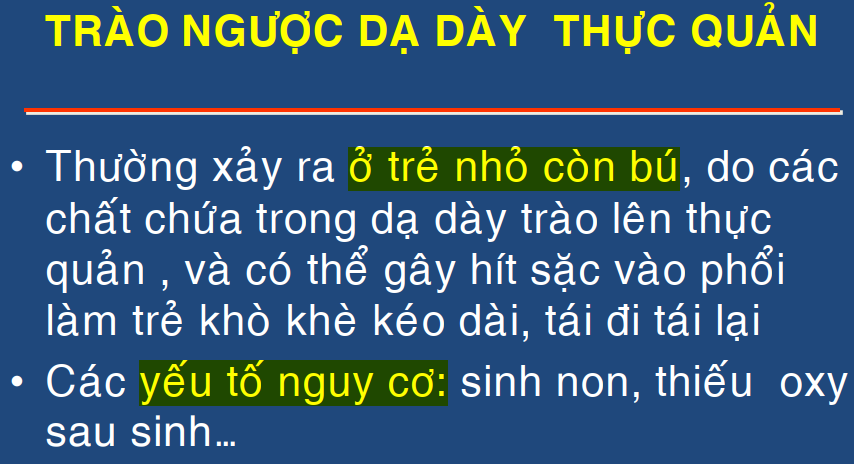 TRÀO NGƯỢC DẠ DÀY THỰC QUẢN
• Thường xảy ra ở trẻ nhỏ còn bú, do các
chất chứa trong dạ dày trào lên thực
quản , và có thể gây hít sặc vào phổi
làm trẻ khò khè kéo dài, tái đi tái lại
• Các yếu tố nguy cơ: sinh non, thiếu oxy
sau sinh…